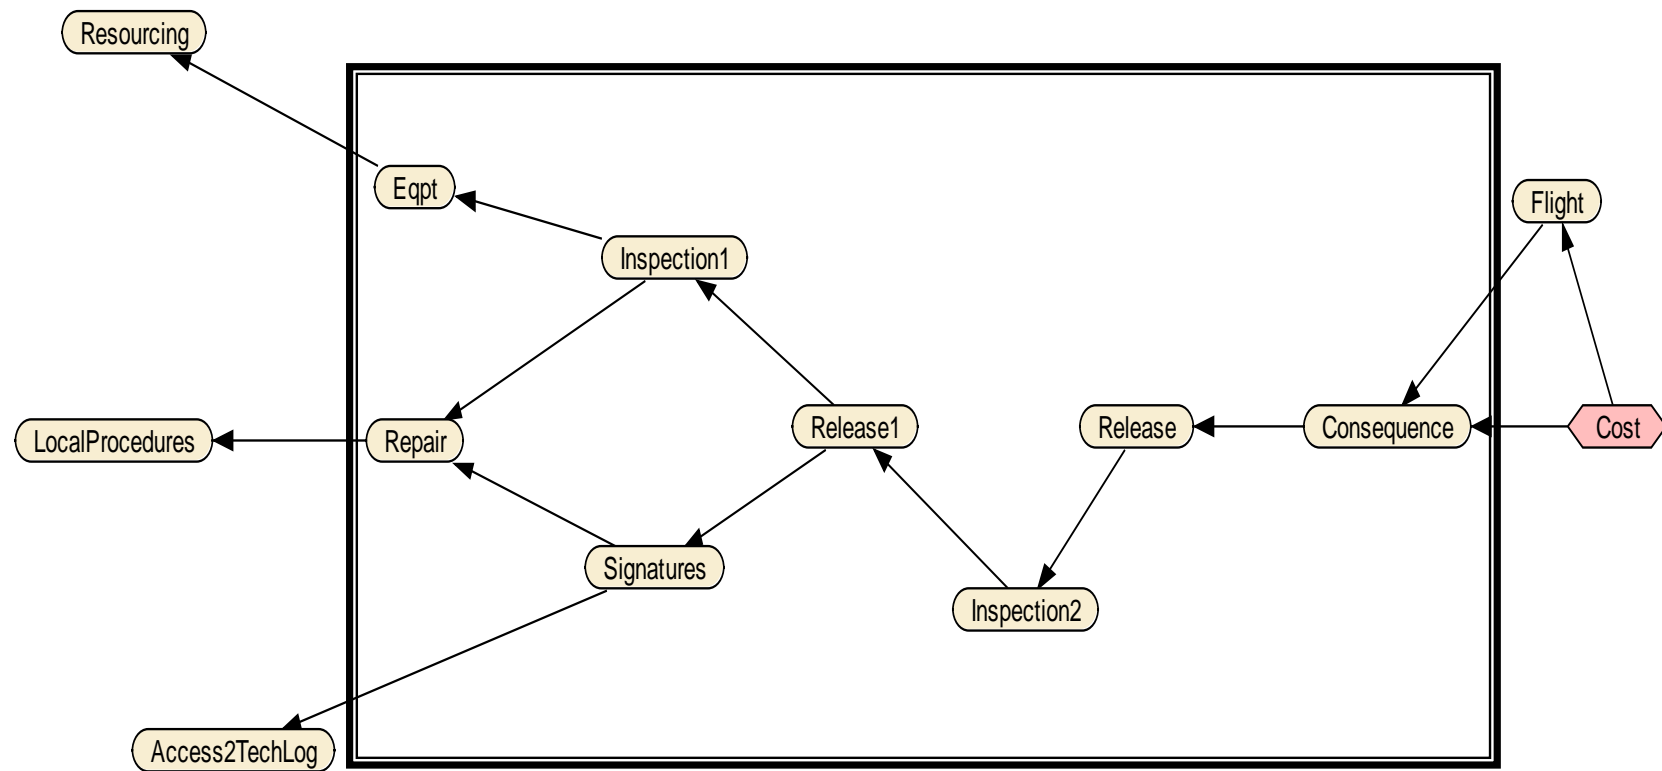 Resourcing
Eqpt
Flight
Inspection1
LocalProcedures
Repair
Release1
Release
Consequence
Cost
Signatures
Inspection2
Access2TechLog